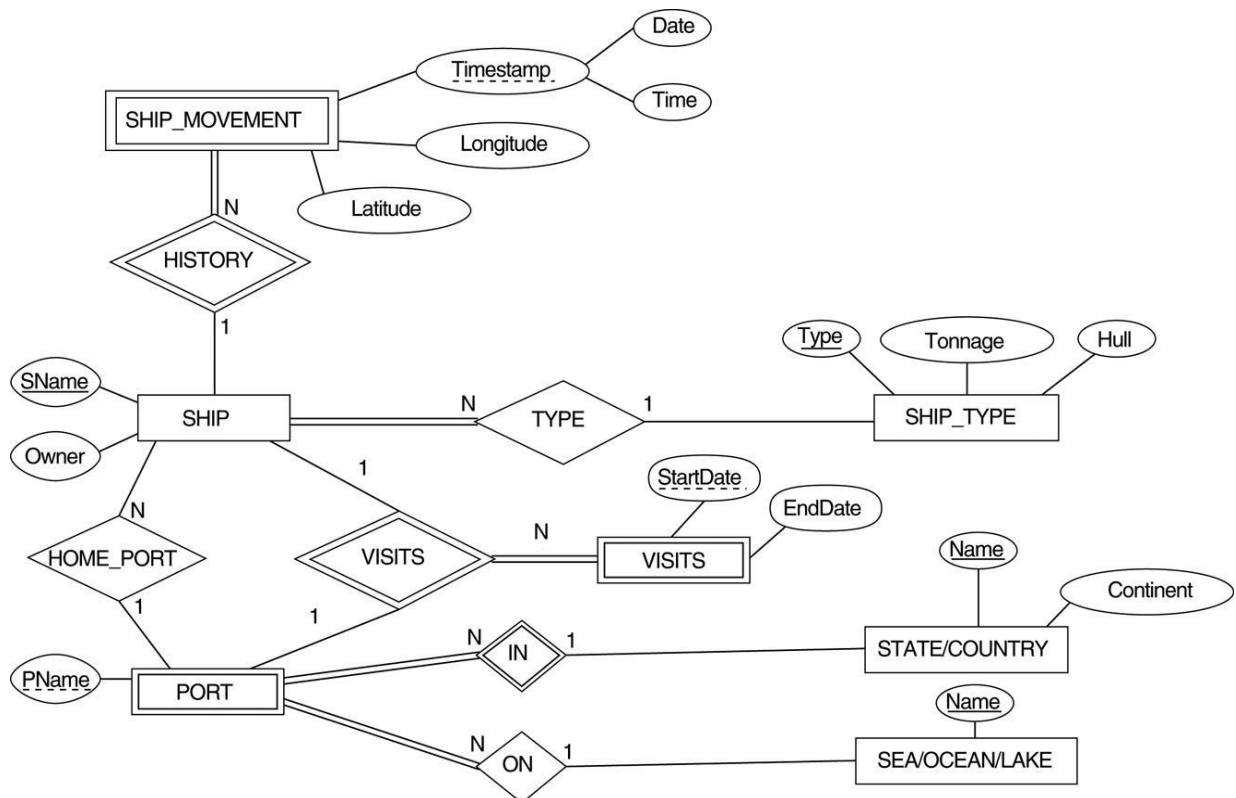 Date
Timestamp
Time
SHIP_MOVEMENT
Longitude
Latitude
N
HISTORY
1
SName
Owner
SHIP
N
TYPE
1
Type
Tonnage
Hull
SHIP_TYPE
1
N
HOME_PORT
1
VISITS
1
N
StartDate
EndDate
VISITS
PName
PORT
N
IN
1
Name
Continent
STATE/COUNTRY
N
ON
1
Name
SEA/OCEAN/LAKE